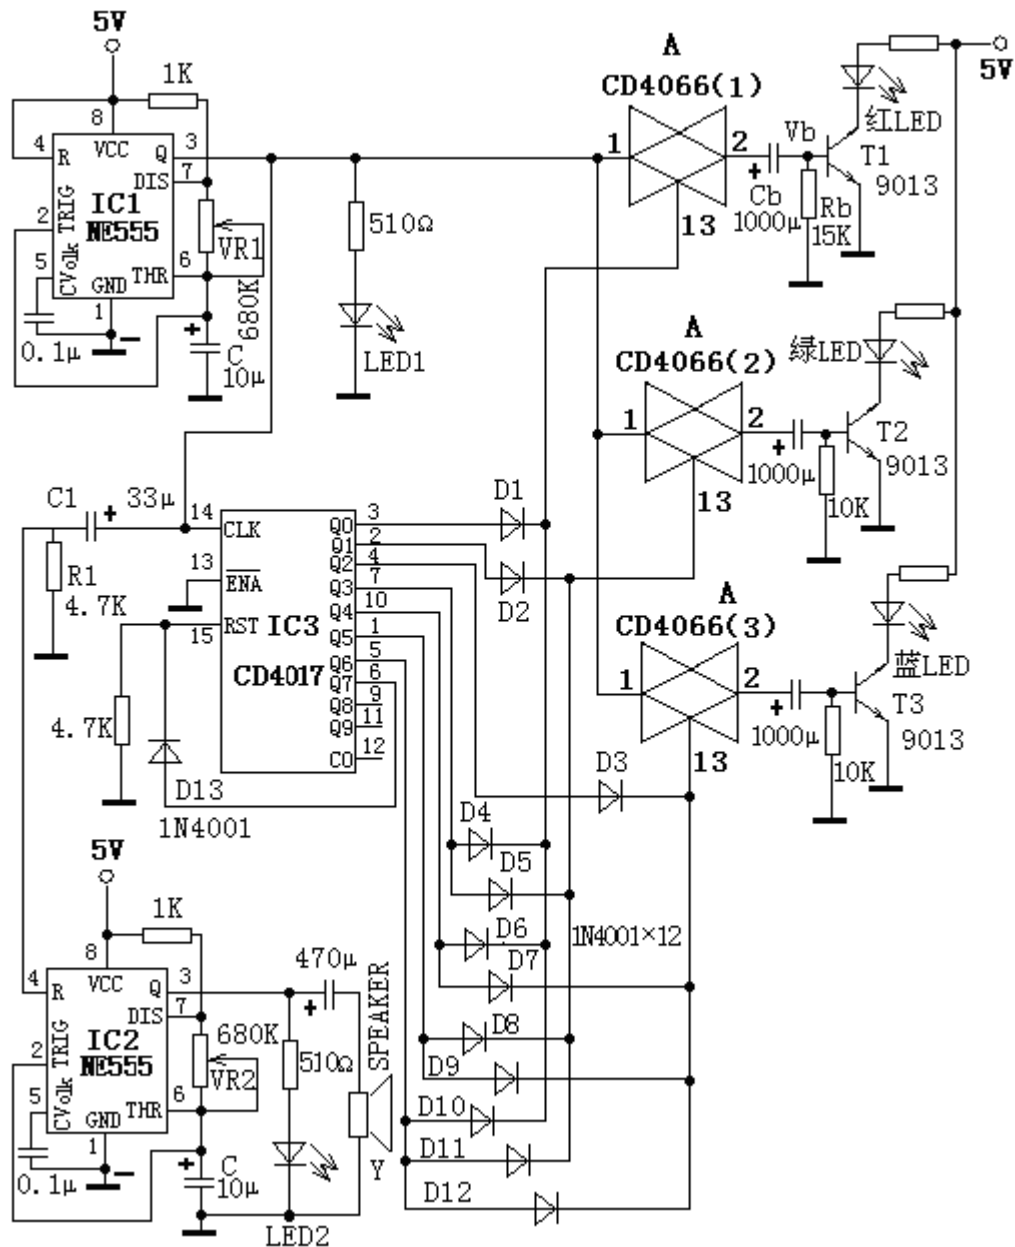 5V
1K
8
4
R
VCC
Q
3
DIS
7
2
TRIG
IC1
NE555
VR1
5
CVolk
THR
6
GND
1
680K
0.1μ
C
10μ
510Ω
LED1
A
CD4066(1)
1
2
13
Vb
Cb
1000μ
Rb
15K
红LED
T1
9013
5V
A
CD4066(2)
1
2
13
1000μ
10K
绿LED
T2
9013
A
CD4066(3)
1
2
13
1000μ
10K
蓝LED
T3
9013
C1
33μ
R1
4.7K
14
CLK
13
ENA
RST
15
IC3
CD4017
Q0
3
Q1
2
Q2
4
Q3
7
Q4
10
Q5
1
Q6
5
Q7
6
Q8
9
Q9
11
CO
12
4.7K
D13
1N4001
D1
D2
D3
D4
D5
D6
D7
D8
D9
D10
D11
D12
1N4001×12
5V
1K
8
4
R
VCC
Q
3
DIS
7
2
TRIG
IC2
NE555
680K
VR2
5
CVolk
THR
6
GND
1
0.1μ
C
10μ
470μ
510Ω
SPEAKER
Y
LED2